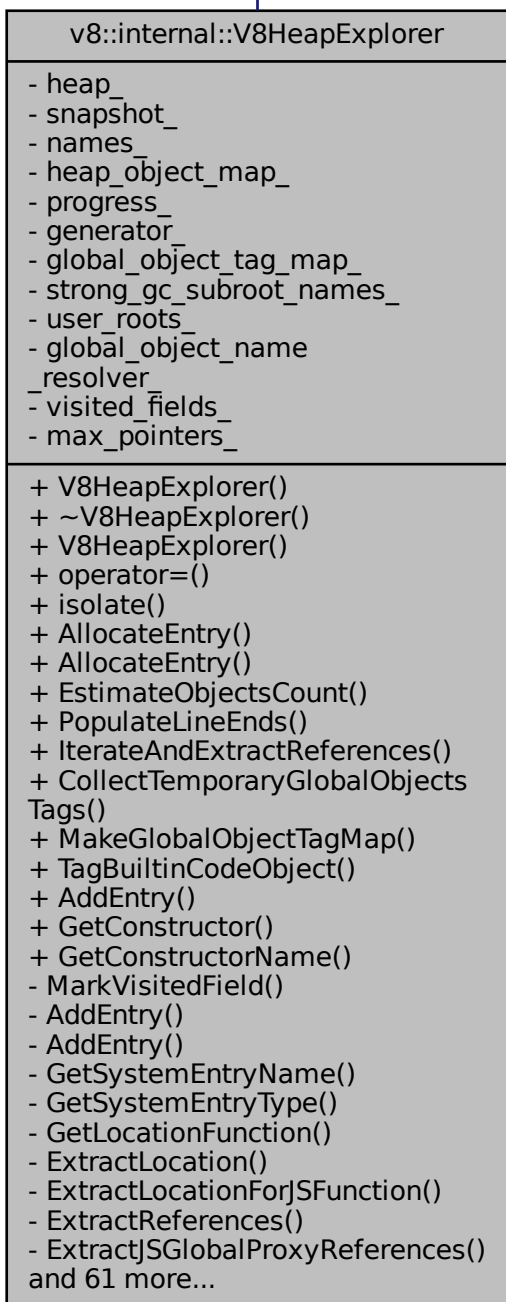 v8::internal::V8HeapExplorer
- heap_
- snapshot_
- names_
- heap_object_map_
- progress_
- generator_
- global_object_tag_map_
- strong_gc_subroot_names_
- user_roots_
- global_object_name
_resolver_
- visited_fields_
- max_pointers_
+ V8HeapExplorer()
+ ~V8HeapExplorer()
+ V8HeapExplorer()
+ operator=()
+ isolate()
+ AllocateEntry()
+ AllocateEntry()
+ EstimateObjectsCount()
+ PopulateLineEnds()
+ IterateAndExtractReferences()
+ CollectTemporaryGlobalObjects
Tags()
+ MakeGlobalObjectTagMap()
+ TagBuiltinCodeObject()
+ AddEntry()
+ GetConstructor()
+ GetConstructorName()
- MarkVisitedField()
- AddEntry()
- AddEntry()
- GetSystemEntryName()
- GetSystemEntryType()
- GetLocationFunction()
- ExtractLocation()
- ExtractLocationForJSFunction()
- ExtractReferences()
- ExtractJSGlobalProxyReferences()
and 61 more...